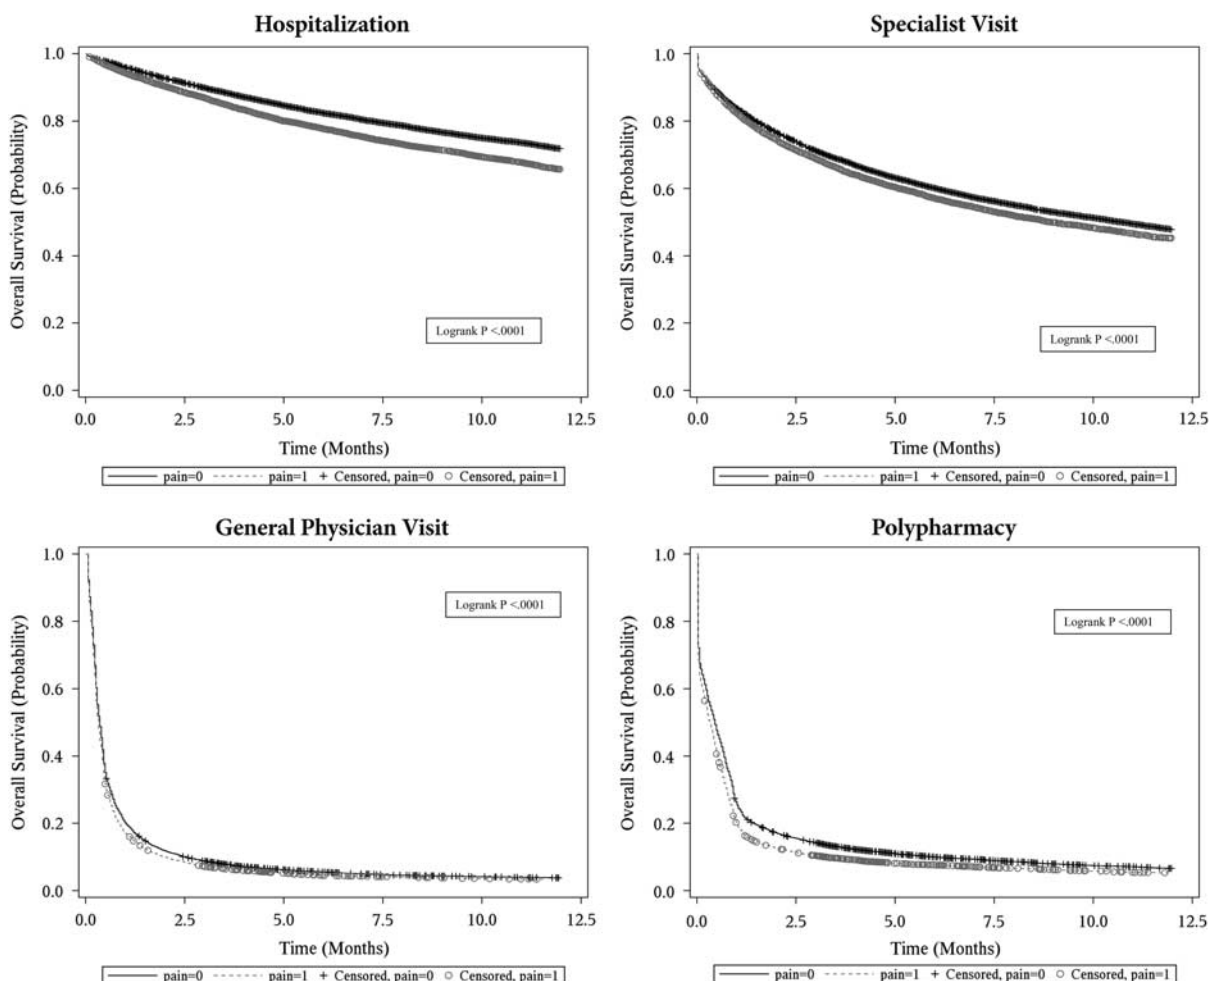 Hospitalization
Overall Survival (Probability)
1.0
0.8
0.6
0.4
0.2
0.0
Logrank P <.0001
0.0 2.5 5.0 7.5 10.0 12.5
Time (Months)
pain=0 pain=1 + Censored, pain=0 ○ Censored, pain=1
Specialist Visit
Overall Survival (Probability)
1.0
0.8
0.6
0.4
0.2
0.0
Logrank P <.0001
0.0 2.5 5.0 7.5 10.0 12.5
Time (Months)
pain=0 pain=1 + Censored, pain=0 ○ Censored, pain=1
General Physician Visit
Overall Survival (Probability)
1.0
0.8
0.6
0.4
0.2
0.0
Logrank P <.0001
0.0 2.5 5.0 7.5 10.0 12.5
Time (Months)
pain=0 pain=1 + Censored, pain=0 ○ Censored, pain=1
Polypharmacy
Overall Survival (Probability)
1.0
0.8
0.6
0.4
0.2
0.0
Logrank P <.0001
0.0 2.5 5.0 7.5 10.0 12.5
Time (Months)
pain=0 pain=1 + Censored, pain=0 ○ Censored, pain=1